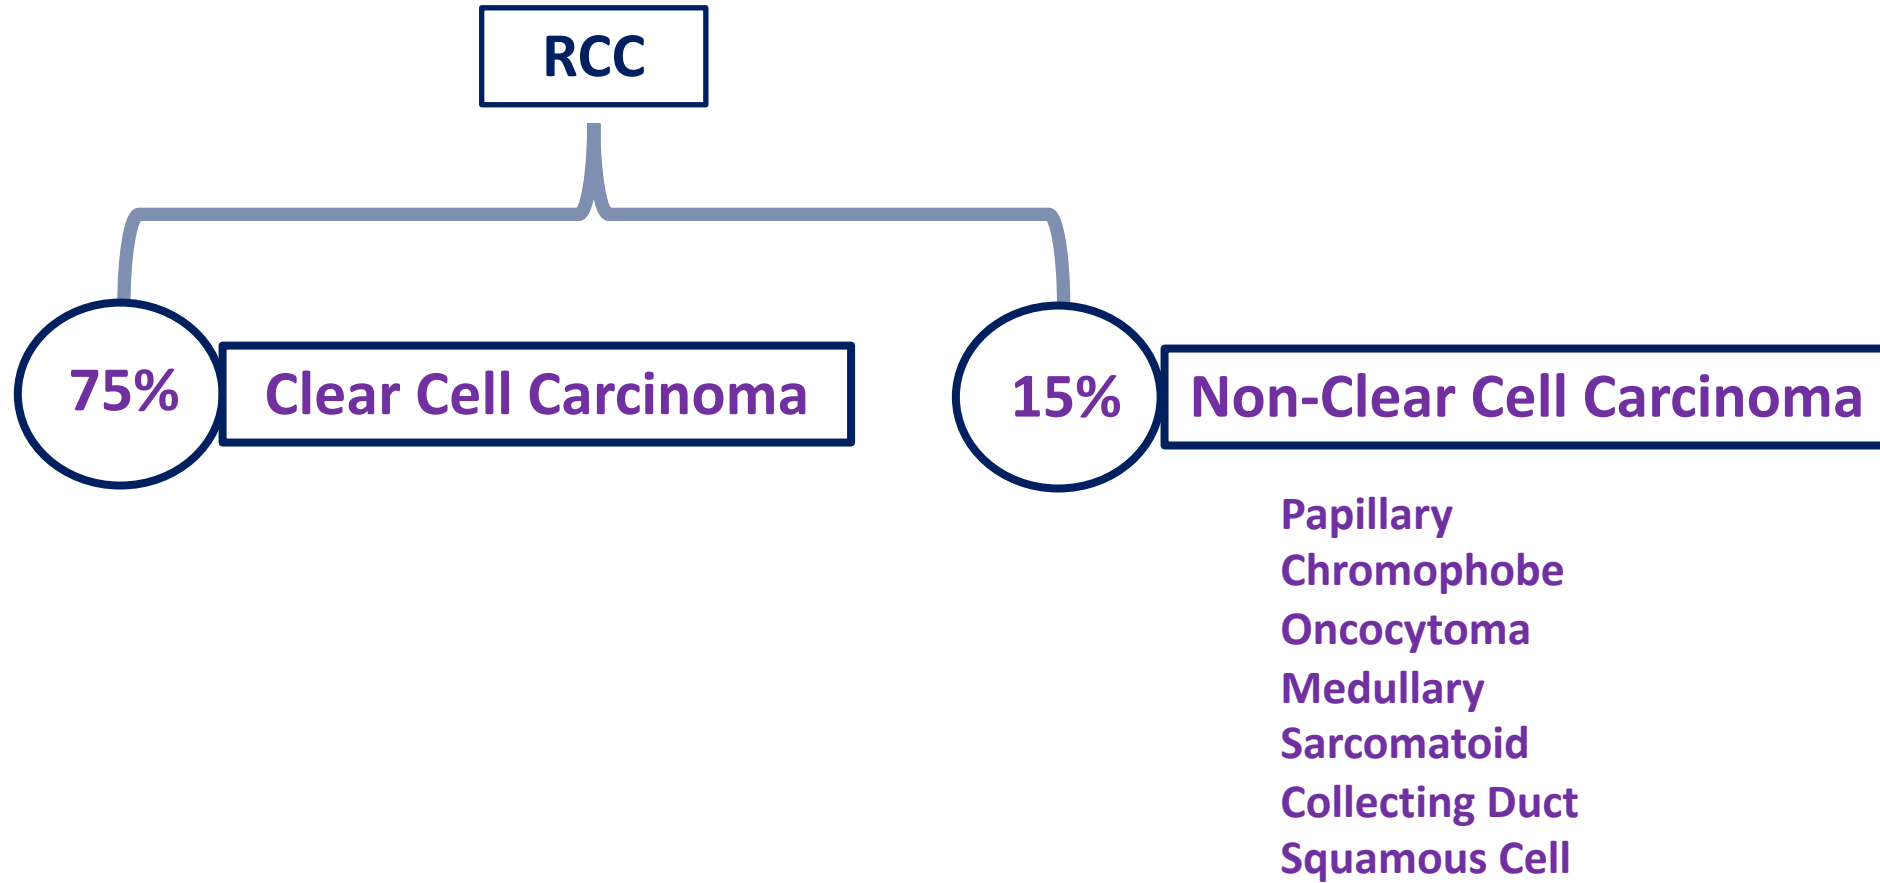 RCC
75%
Clear Cell Carcinoma
15%
Non-Clear Cell Carcinoma
Papillary
Chromophobe
Oncocytoma
Medullary
Sarcomatoid
Collecting Duct
Squamous Cell